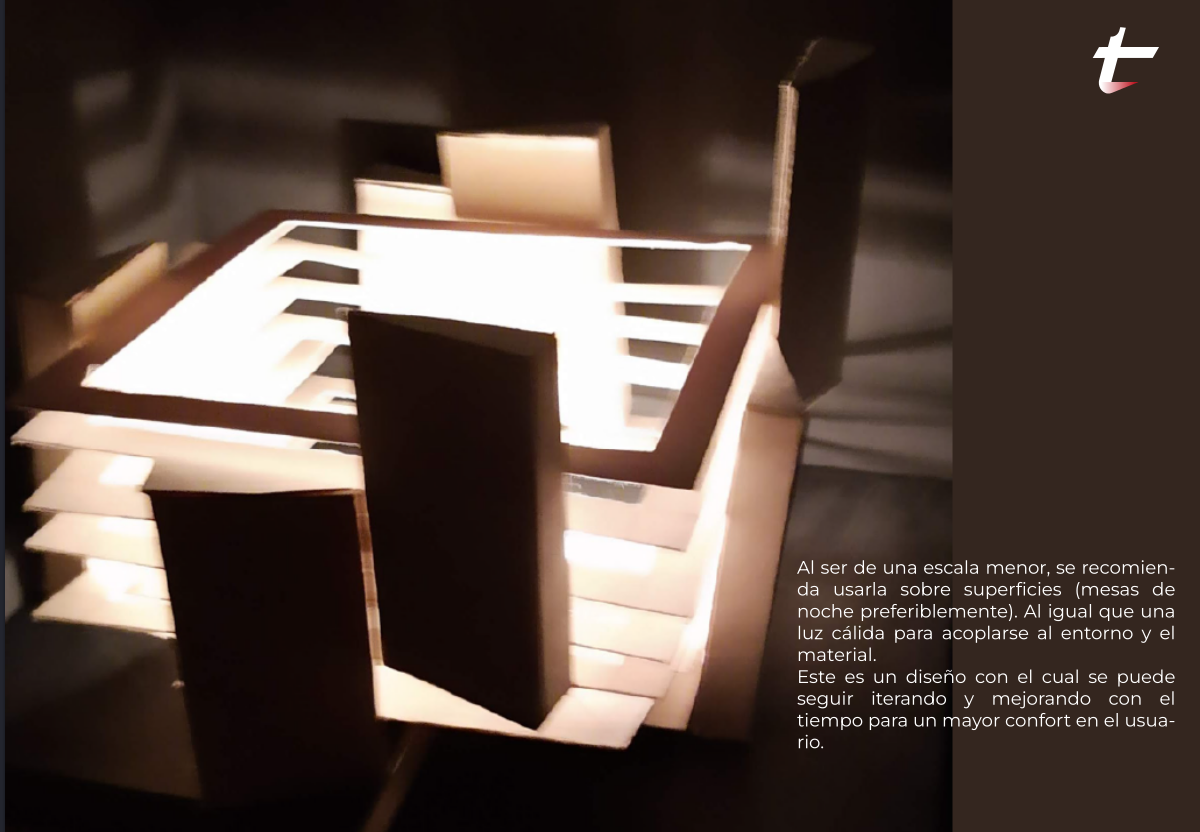 Al ser de una escala menor, se recomien-
da usarla sobre superficies (mesas de
noche preferiblemente). Al igual que una
luz cálida para acoplarse al entorno y el
material.
Este es un diseño con el cual se puede
seguir iterando y mejorando con el
tiempo para un mayor confort en el usua-
rio.